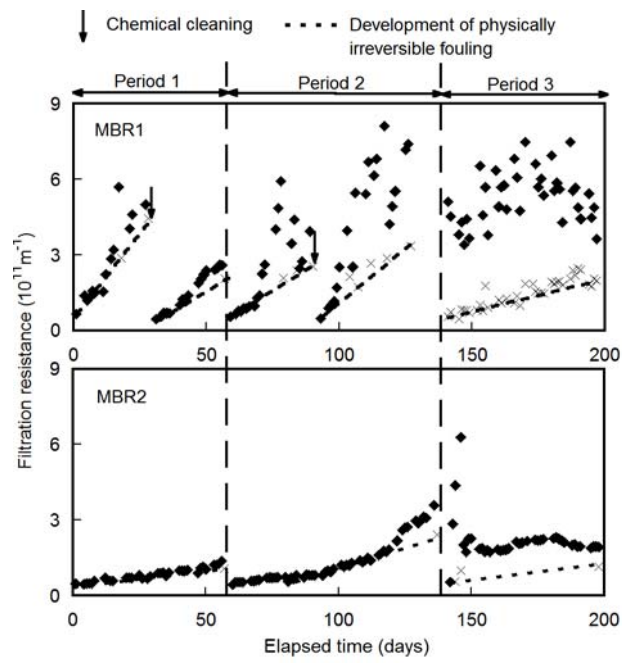 Chemical cleaning
Development of physically
irreversible fouling
Period 1
Period 2
Period 3
9
MBR1
6
3
0
0
50
100
150
200
9
MBR2
6
3
0
0
50
100
150
200
Filtration resistance (10¹¹m⁻¹)
Elapsed time (days)